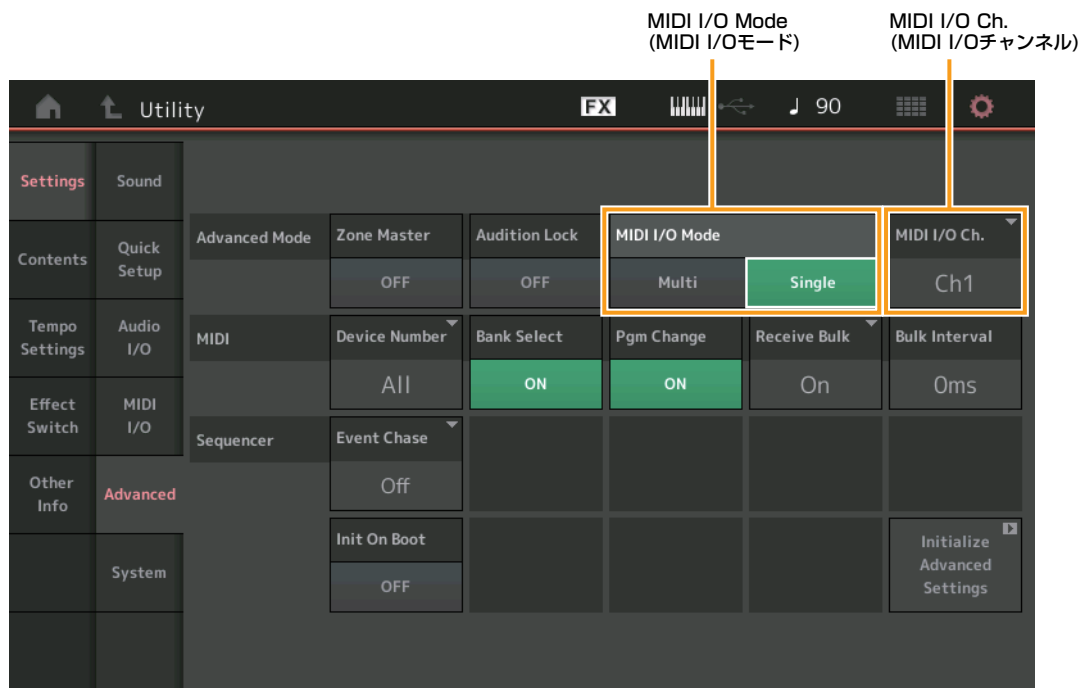 MIDI I/O Mode
(MIDI I/Oモード)
MIDI I/O Ch.
(MIDI I/Oチャンネル)
Utility
FX
90
Settings
Contents
Tempo
Settings
Effect
Switch
Other
Info
Sound
Quick
Setup
Audio
I/O
MIDI
I/O
Advanced
System
Advanced Mode
Zone Master
OFF
Audition Lock
OFF
MIDI I/O Mode
Multi
Single
MIDI I/O Ch.
Ch1
MIDI
Device Number
All
Bank Select
ON
Pgm Change
ON
Receive Bulk
On
Bulk Interval
0ms
Sequencer
Event Chase
Off
Init On Boot
OFF
Initialize
Advanced
Settings